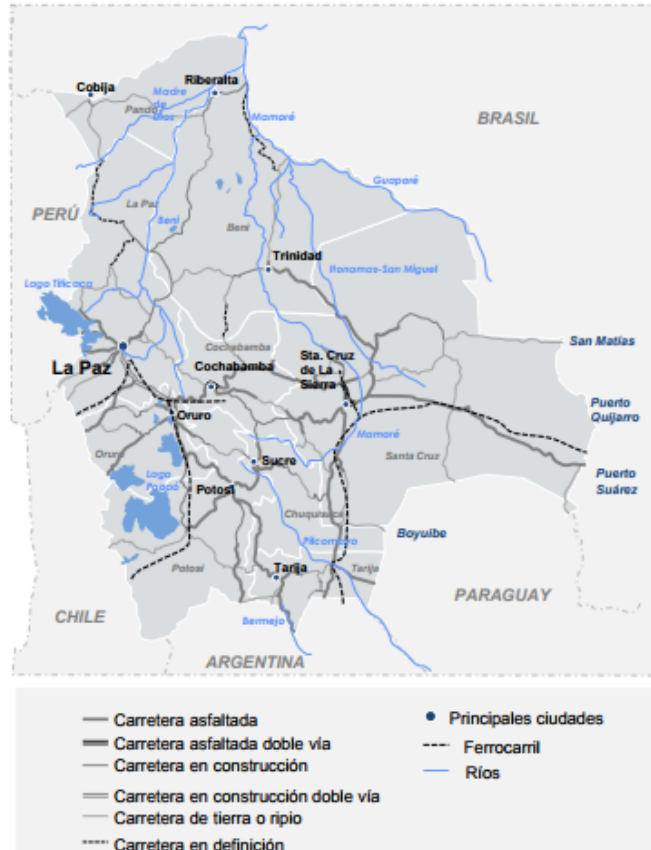 Cobija
Riberalta
Madre
de
Dios
Pando
Mamoré
BRASIL
Guaporé
PERÚ
La Paz
Beni
Beni
Trinidad
Itonamas-San Miguel
Lago Titicaca
San Matías
La Paz
Cochabamba
Cochabamba
Sta. Cruz
de La
Sierra
Puerto
Quijarro
Oruro
Mamoré
Oruro
Lago
Poopó
Sucre
Santa Cruz
Puerto
Suárez
Potosí
Chuquisaca
Boyuibe
Pilcomayo
Potosí
Tarija
Tarija
PARAGUAY
CHILE
Bermejo
ARGENTINA
Carretera asfaltada
Carretera asfaltada doble vía
Carretera en construcción
Carretera en construcción doble vía
Carretera de tierra o ripio
Carretera en definición
Principales ciudades
Ferrocarril
Ríos